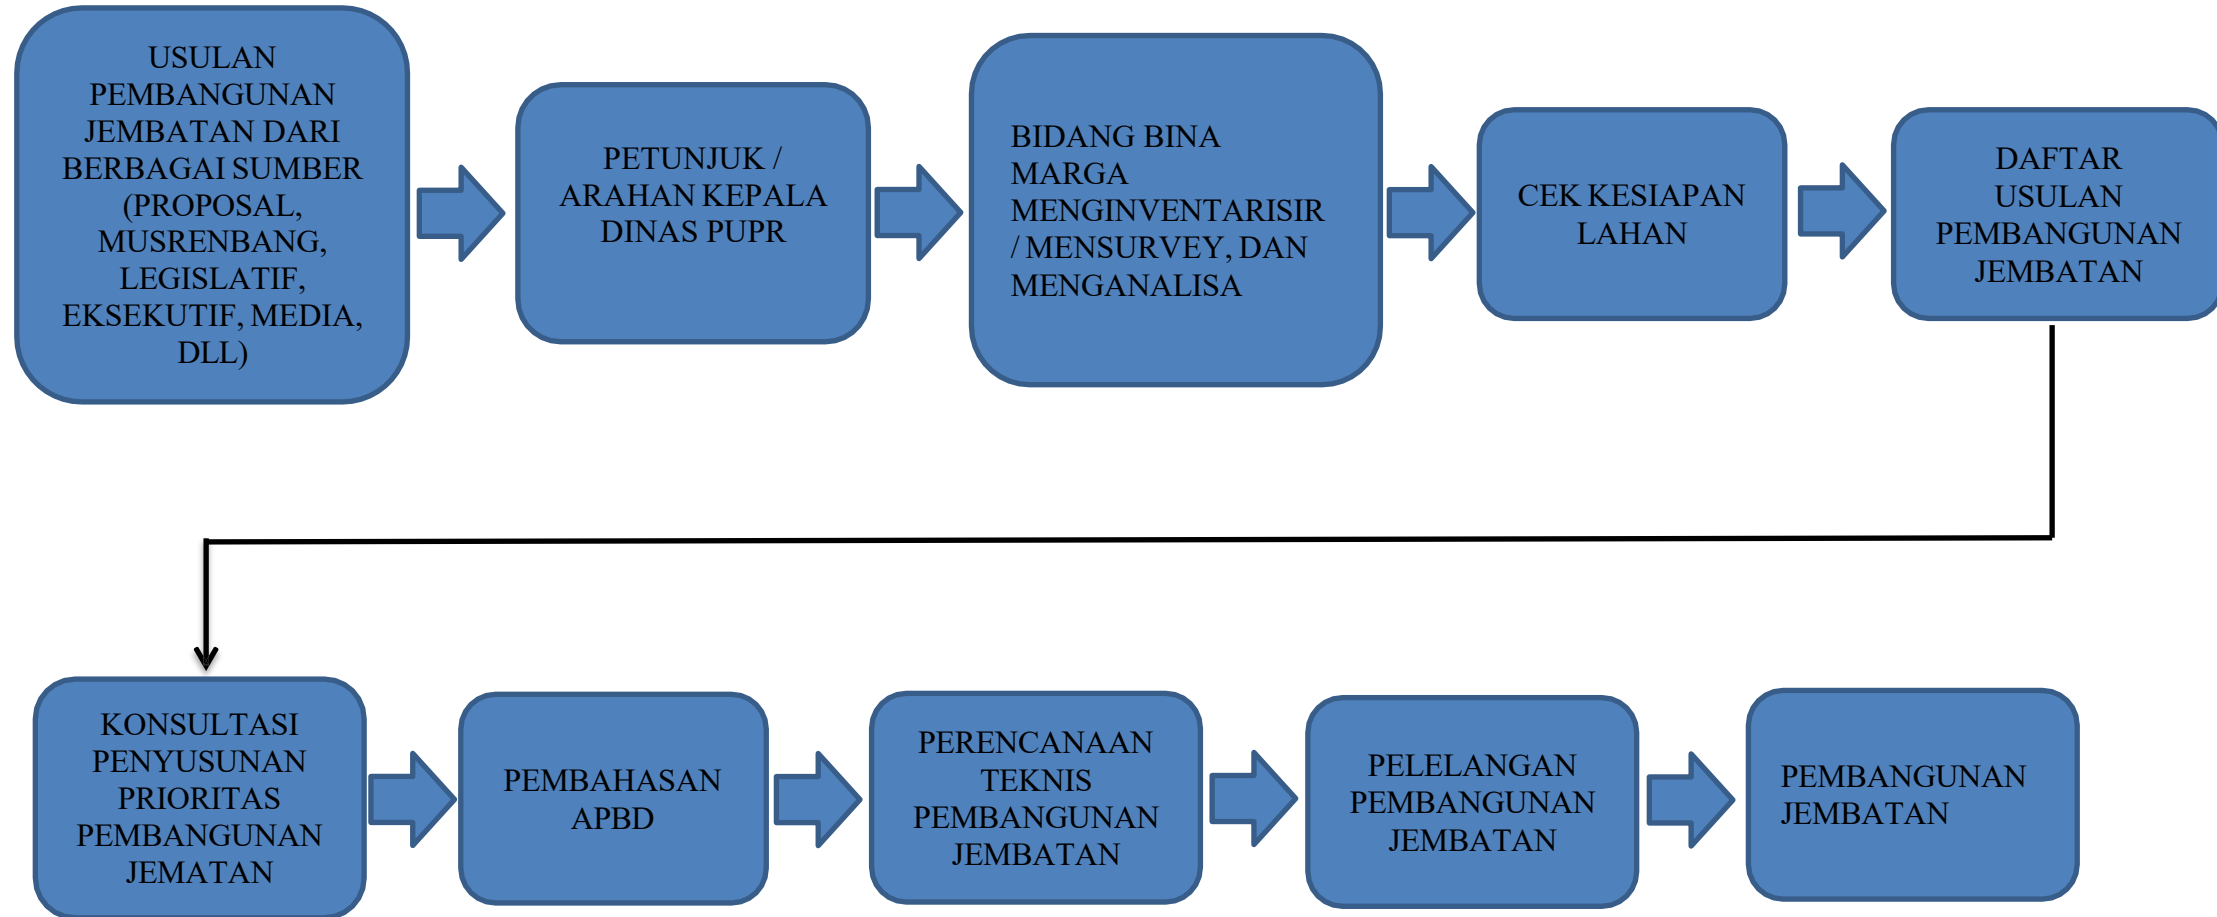 USULAN
PEMBANGUNAN
JEMBATAN DARI
BERBAGAI SUMBER
(PROPOSAL,
MUSRENBANG,
LEGISLATIF,
EKSEKUTIF, MEDIA,
DLL)
PETUNJUK /
ARAHAN KEPALA
DINAS PUPR
BIDANG BINA
MARGA
MENGINVENTARISIR
/ MENSURVEY, DAN
MENGANALISA
CEK KESIAPAN
LAHAN
DAFTAR
USULAN
PEMBANGUNAN
JEMBATAN
KONSULTASI
PENYUSUNAN
PRIORITAS
PEMBANGUNAN
JEMATAN
PEMBAHASAN
APBD
PERENCANAAN
TEKNIS
PEMBANGUNAN
JEMBATAN
PELELANGAN
PEMBANGUNAN
JEMBATAN
PEMBANGUNAN
JEMBATAN